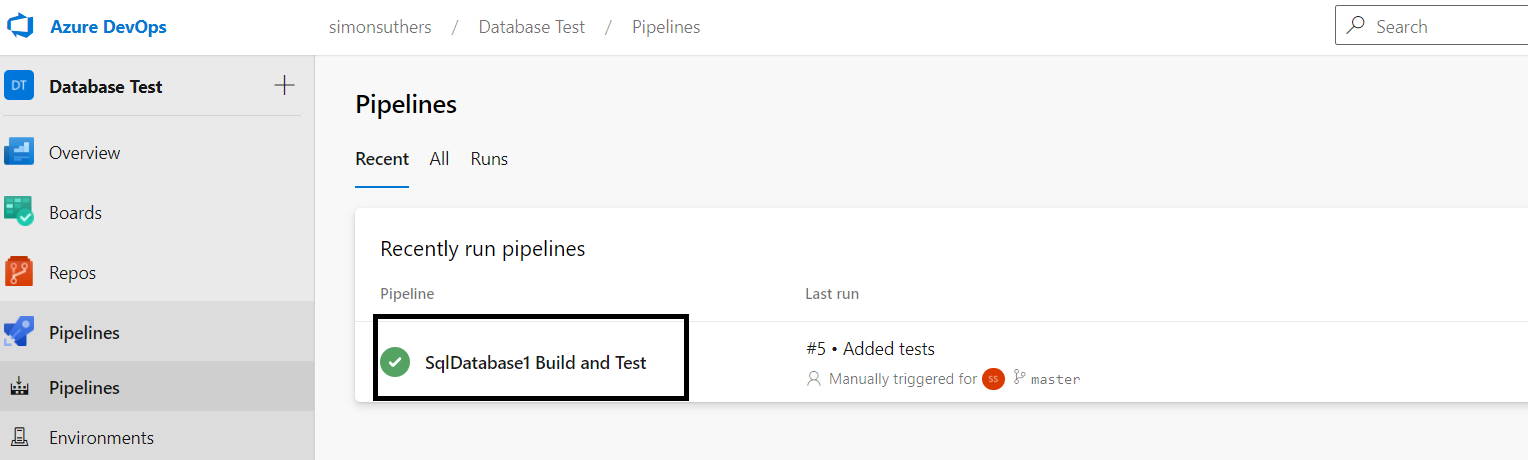 Azure DevOps
simonsuthers / Database Test / Pipelines
Search
DT Database Test
Overview
Boards
Repos
Pipelines
Pipelines
Environments
Pipelines
Recent All Runs
Recently run pipelines
Pipeline Last run
SqlDatabase1 Build and Test
#5 • Added tests
Manually triggered for SS master